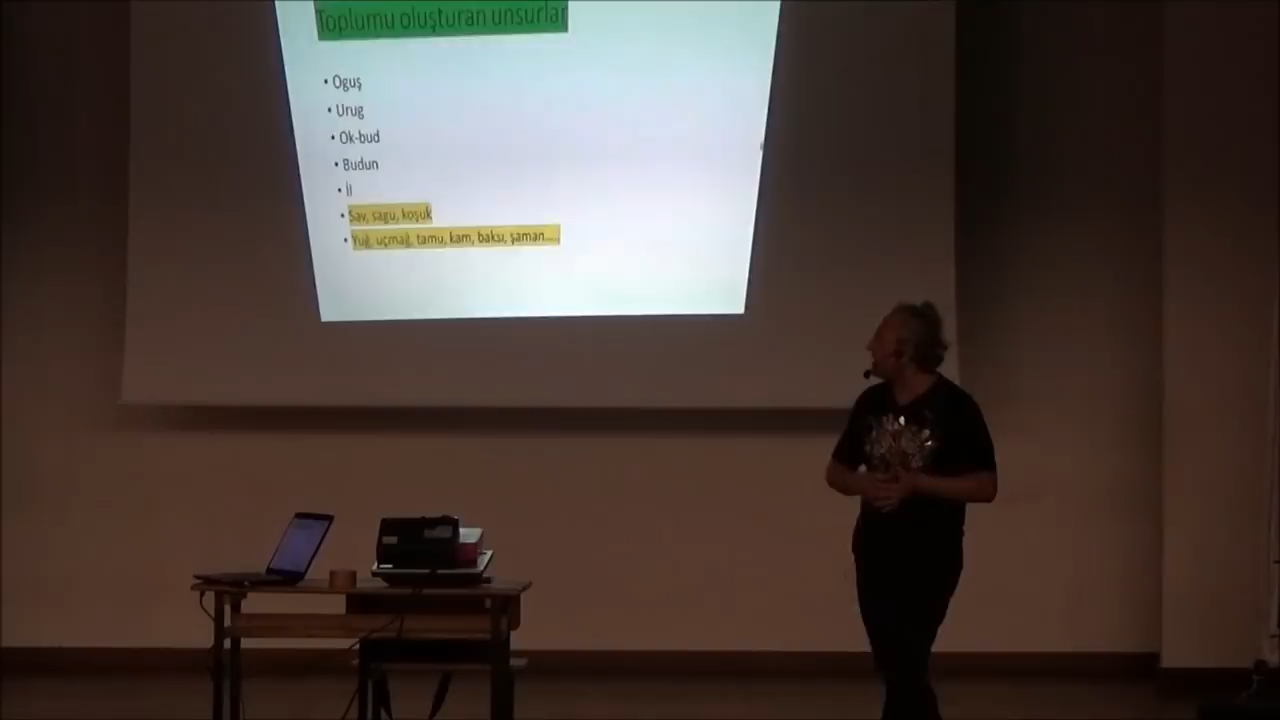 Toplumu oluşturan unsurlar
• Oguş
• Urug
• Ok-bud
• Budun
• İl
• Sav, sagu, koşuk
• Yuğ, uçmağ, tamu, kam, baksı, şaman.....